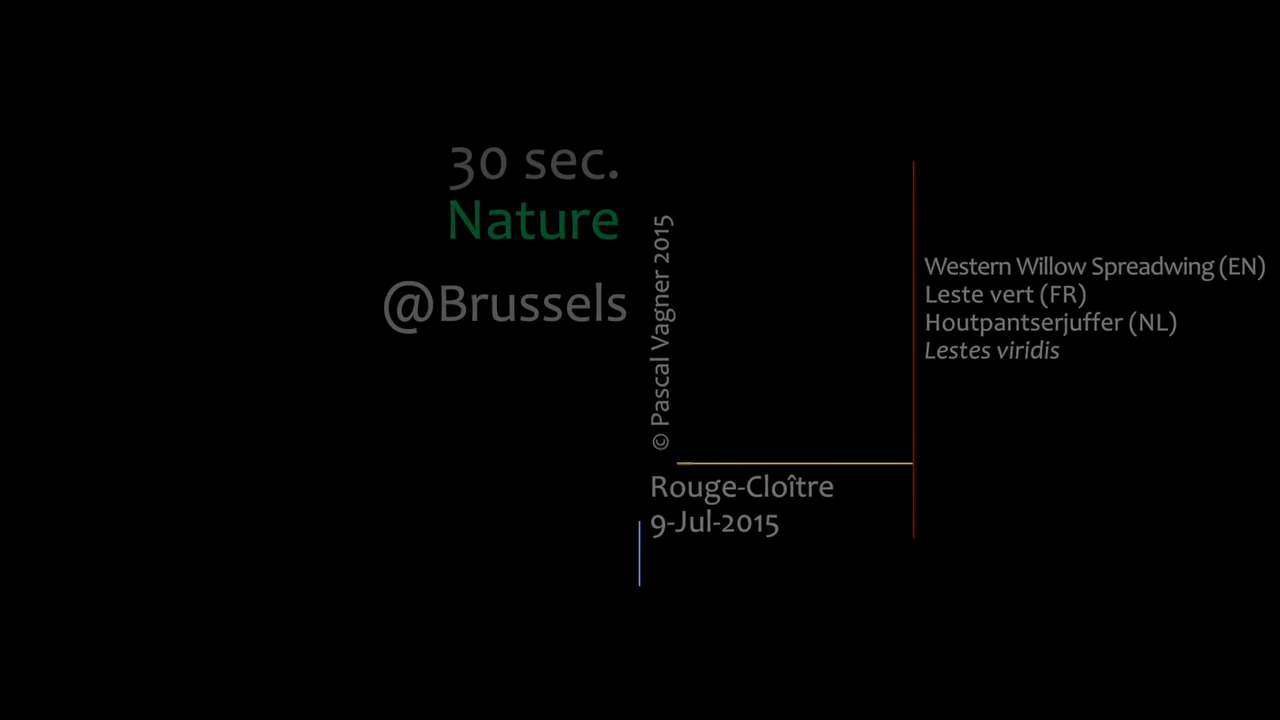 30 sec.
Nature
@Brussels
© Pascal Vagner 2015
Western Willow Spreadwing (EN)
Leste vert (FR)
Houtpantserjuffer (NL)
Lestes viridis
Rouge-Cloître
9-Jul-2015